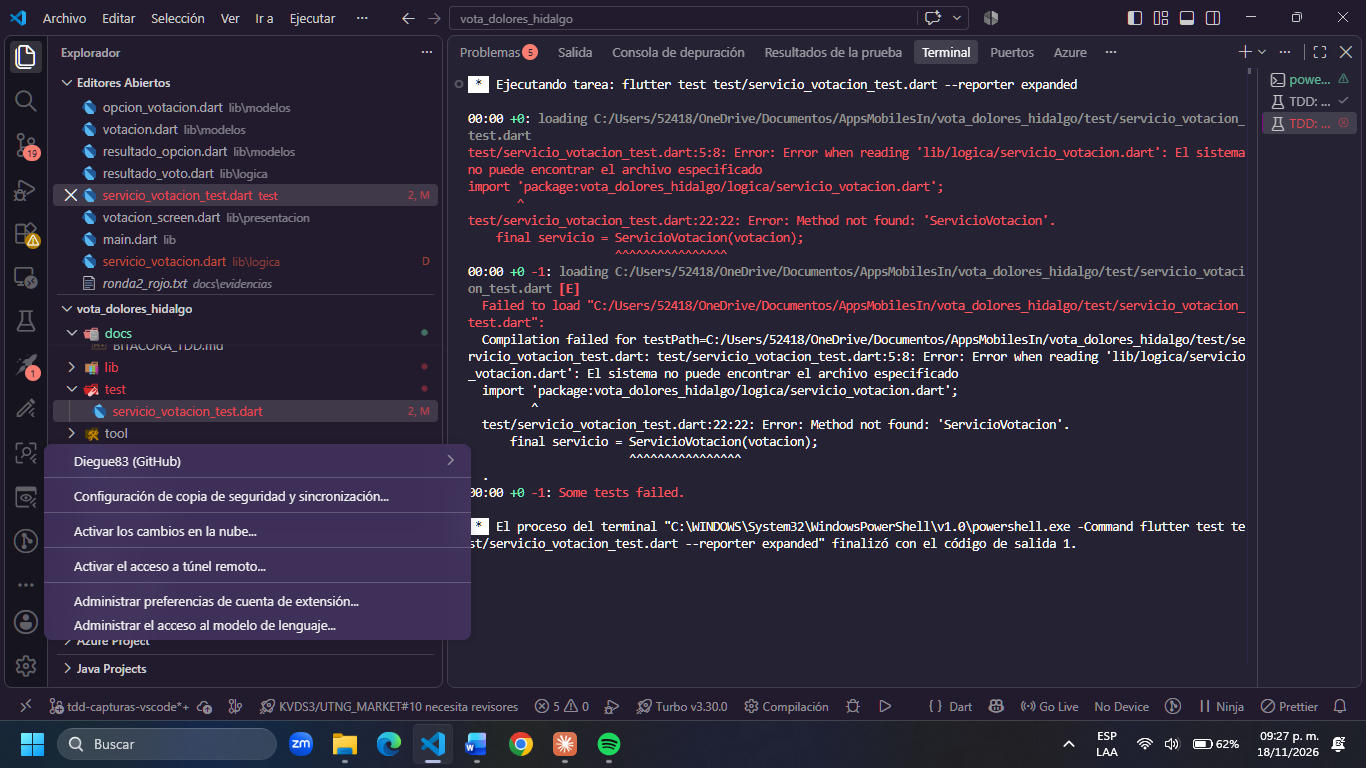 Archivo Editar Selección Ver Ir a Ejecutar ···
vota_dolores_hidalgo
Explorador
Editores Abiertos
opcion_votacion.dart lib\modelos
votacion.dart lib\modelos
resultado_opcion.dart lib\modelos
resultado_voto.dart lib\logica
servicio_votacion_test.dart test 2, M
votacion_screen.dart lib\presentacion
main.dart lib
servicio_votacion.dart lib\logica D
ronda2_rojo.txt docs\evidencias
vota_dolores_hidalgo
docs
BITACORA_TDD.md
lib
test
servicio_votacion_test.dart 2, M
tool
19
1
Diegue83 (GitHub)
Configuración de copia de seguridad y sincronización...
Activar los cambios en la nube...
Activar el acceso a túnel remoto...
Administrar preferencias de cuenta de extensión...
Administrar el acceso al modelo de lenguaje...
Azure Project
Java Projects
Problemas 5 Salida Consola de depuración Resultados de la prueba Terminal Puertos Azure ···
* Ejecutando tarea: flutter test test/servicio_votacion_test.dart --reporter expanded
00:00 +0: loading C:/Users/52418/OneDrive/Documentos/AppsMobilesIn/vota_dolores_hidalgo/test/servicio_votacion_
test.dart
test/servicio_votacion_test.dart:5:8: Error: Error when reading 'lib/logica/servicio_votacion.dart': El sistema
no puede encontrar el archivo especificado
import 'package:vota_dolores_hidalgo/logica/servicio_votacion.dart';
^
test/servicio_votacion_test.dart:22:22: Error: Method not found: 'ServicioVotacion'.
final servicio = ServicioVotacion(votacion);
^^^^^^^^^^^^^^^^
00:00 +0 -1: loading C:/Users/52418/OneDrive/Documentos/AppsMobilesIn/vota_dolores_hidalgo/test/servicio_votaci
on_test.dart [E]
Failed to load "C:/Users/52418/OneDrive/Documentos/AppsMobilesIn/vota_dolores_hidalgo/test/servicio_votacion_
test.dart":
Compilation failed for testPath=C:/Users/52418/OneDrive/Documentos/AppsMobilesIn/vota_dolores_hidalgo/test/se
rvicio_votacion_test.dart: test/servicio_votacion_test.dart:5:8: Error: Error when reading 'lib/logica/servicio
_votacion.dart': El sistema no puede encontrar el archivo especificado
import 'package:vota_dolores_hidalgo/logica/servicio_votacion.dart';
^
test/servicio_votacion_test.dart:22:22: Error: Method not found: 'ServicioVotacion'.
final servicio = ServicioVotacion(votacion);
^^^^^^^^^^^^^^^^
.
00:00 +0 -1: Some tests failed.
* El proceso del terminal "C:\WINDOWS\System32\WindowsPowerShell\v1.0\powershell.exe -Command flutter test te
st/servicio_votacion_test.dart --reporter expanded" finalizó con el código de salida 1.
powe...
TDD: ...
TDD: ...
tdd-capturas-vscode*+ KVDS3/UTNG_MARKET#10 necesita revisores 5 0 Turbo v3.30.0 Compilación {} Dart Go Live No Device Ninja Prettier
Buscar
zm
ESP
LAA
62%
09:27 p. m.
18/11/2026